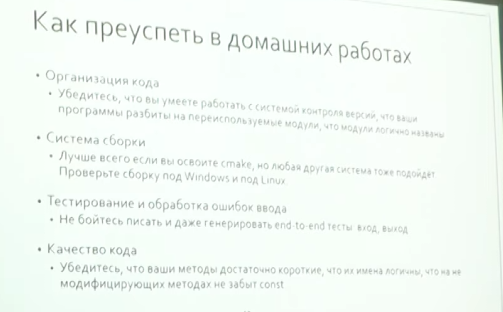 Как преуспеть в домашних работах
• Организация кода
• Убедитесь, что вы умеете работать с системой контроля версий, что ваши
программы разбиты на переиспользуемые модули, что модули логично названы
• Система сборки
• Лучше всего если вы освоите cmake, но любая другая система тоже подойдёт
Проверьте сборку под Windows и под Linux
• Тестирование и обработка ошибок ввода
• Не бойтесь писать и даже генерировать end-to-end тесты вход, выход
• Качество кода
• Убедитесь, что ваши методы достаточно короткие, что их имена логичны, что на не
модифицирующих методах не забыт const